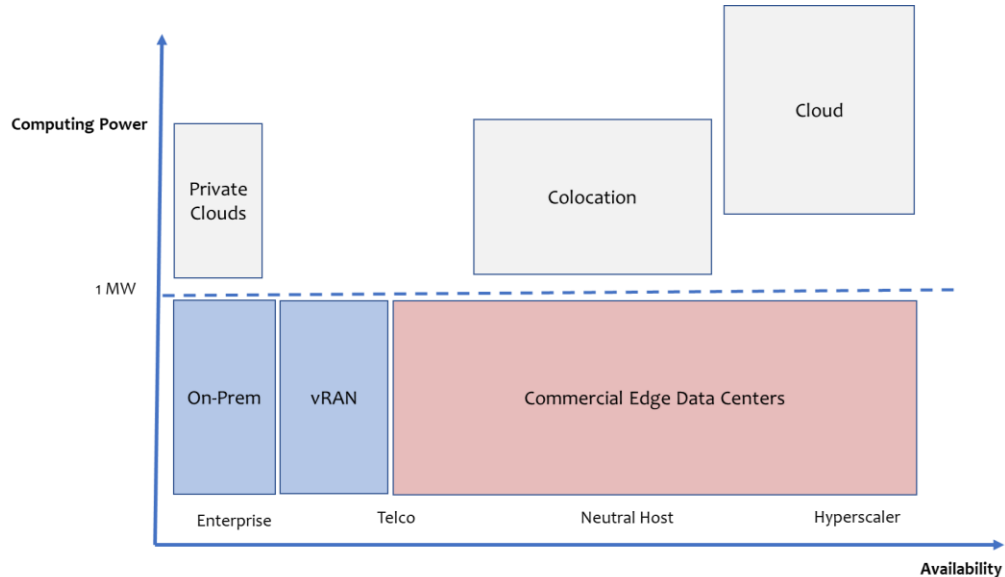 Cloud
Computing Power
Private
Clouds
Colocation
1 MW
On-Prem
vRAN
Commercial Edge Data Centers
Enterprise
Telco
Neutral Host
Hyperscaler
Availability